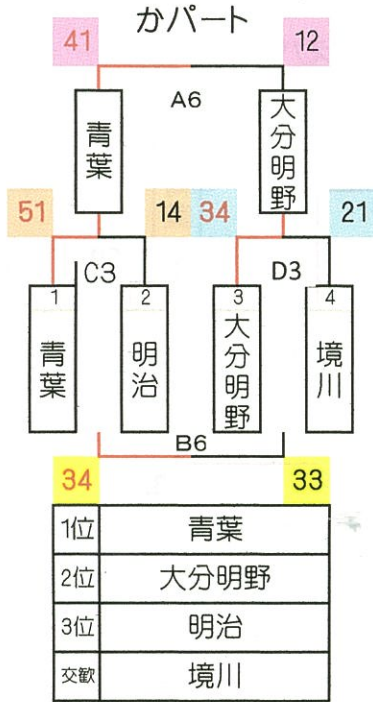 かパート
41 12
A6
青葉 大分明野
51 14 34 21
C3 D3
1 2 3 4
青葉 明治 大分明野 境川
B6
34 33
1位 青葉
2位 大分明野
3位 明治
交歓 境川